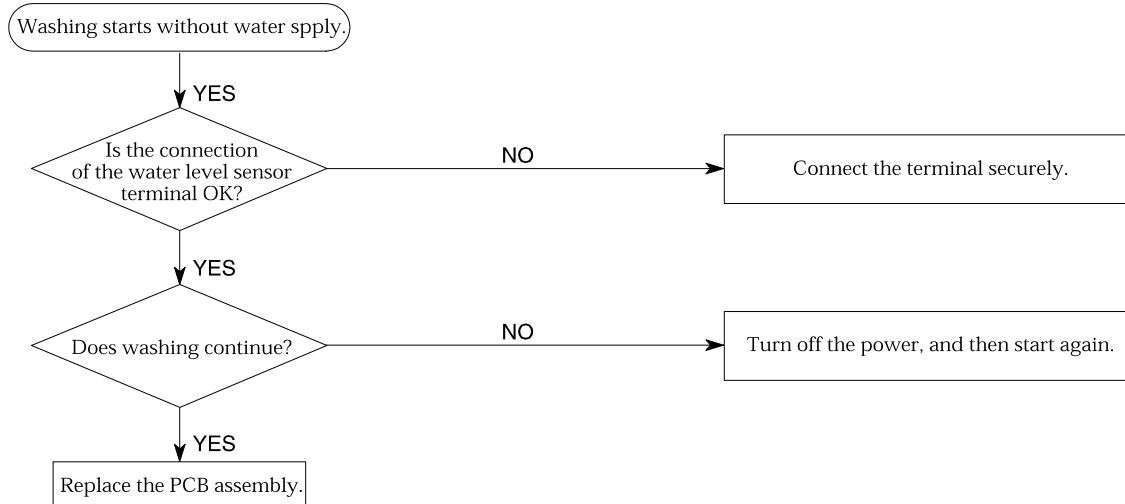 Washing starts without water spply.
YES
Is the connection
of the water level sensor
terminal OK?
NO
Connect the terminal securely.
YES
Does washing continue?
NO
Turn off the power, and then start again.
YES
Replace the PCB assembly.